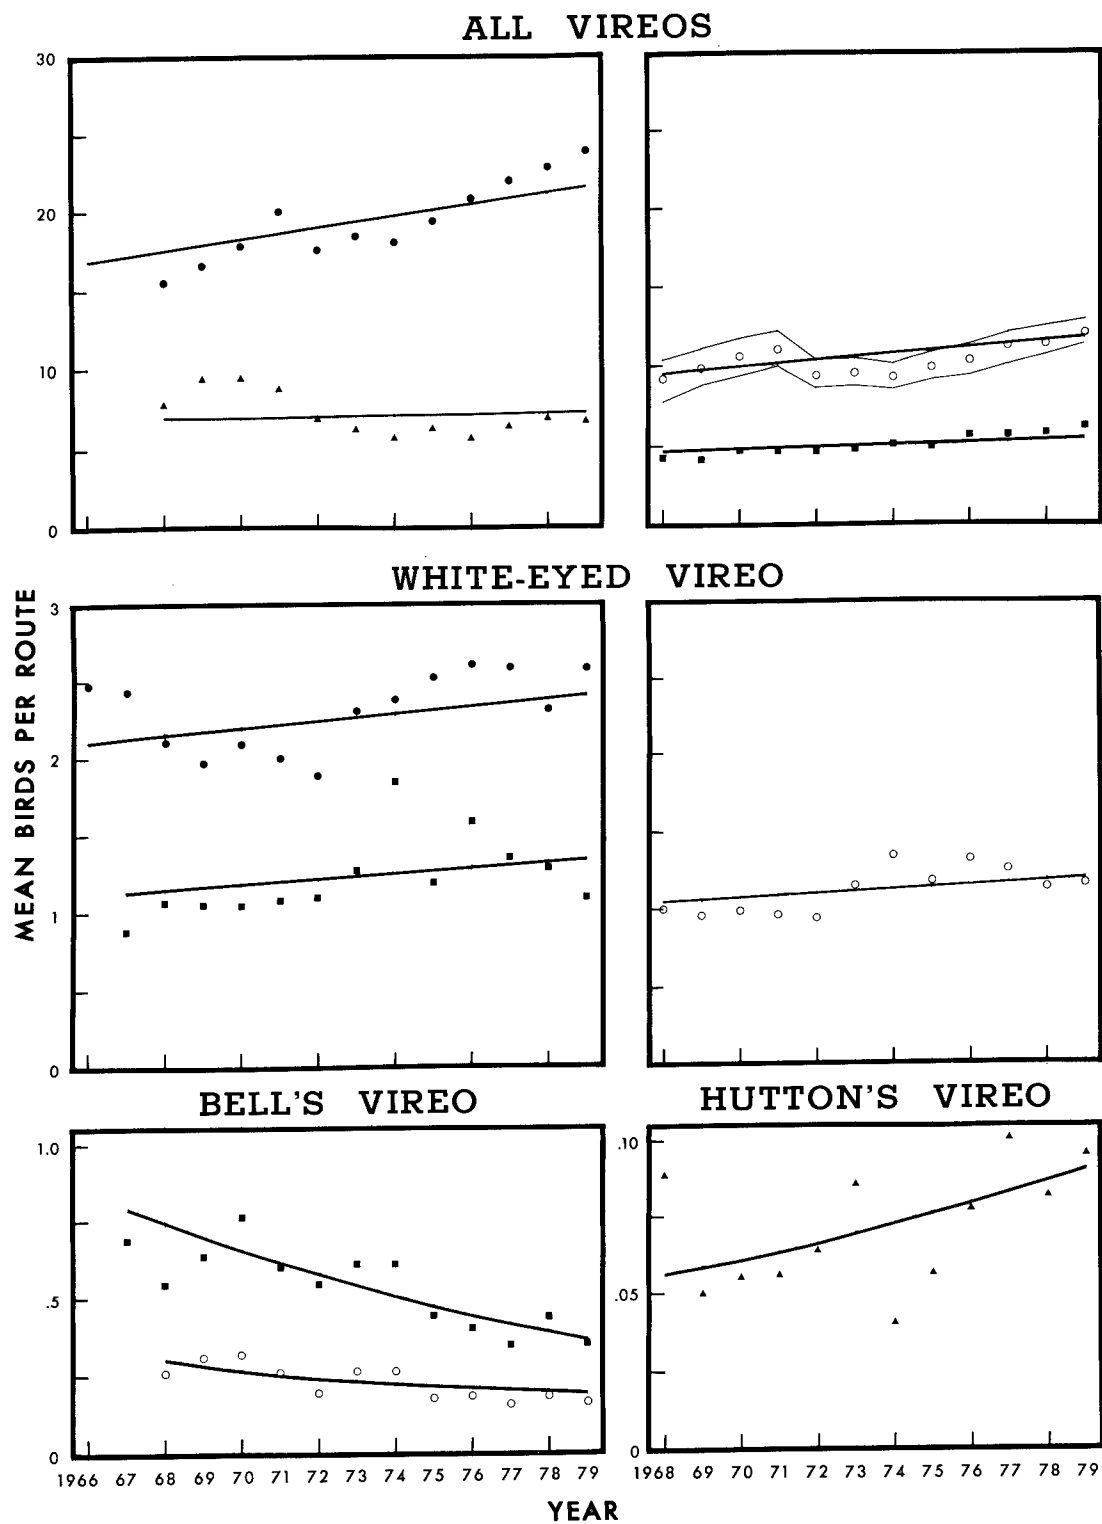 ALL VIREOS
30
20
10
0
WHITE-EYED VIREO
MEAN BIRDS PER ROUTE
3
2
1
0
BELL'S VIREO
HUTTON'S VIREO
1.0
.5
0
.10
.05
0
1966 67 68 69 70 71 72 73 74 75 76 77 78 79
1968 69 70 71 72 73 74 75 76 77 78 79
YEAR